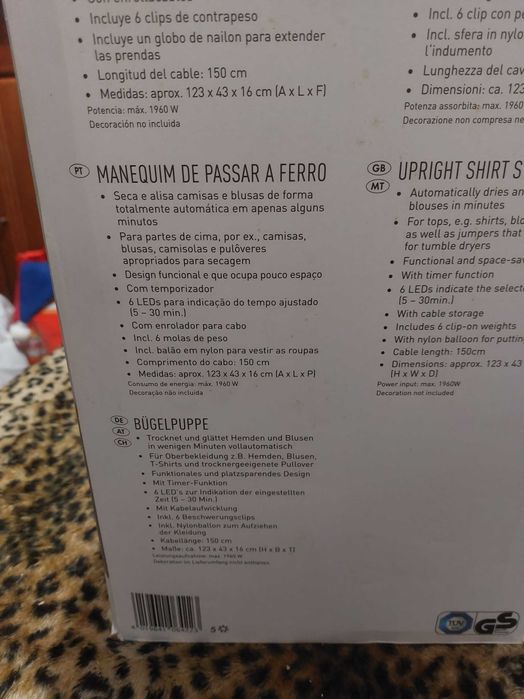 • Incluye 6 clips de contrapeso
• Incluye un globo de nailon para extender
las prendas
• Longitud del cable: 150 cm
• Medidas: aprox. 123 x 43 x 16 cm (A x L x F)
Potencia: máx. 1960 W
Decoración no incluida
• Incl. 6 clip con
• Incl. sfera in
l'indumento
• Lunghezza del
• Dimensioni: ca. 123
Potenza assorbita: max. 1960
Decorazione non compresa
PT MANEQUIM DE PASSAR A FERRO
• Seca e alisa camisas e blusas de forma
totalmente automática em apenas alguns
minutos
• Para partes de cima, por ex., camisas,
blusas, camisolas e pulôveres
apropriados para secagem
• Design funcional e que ocupa pouco espaço
• Com temporizador
• 6 LEDs para indicação do tempo ajustado
(5 – 30 min.)
• Com enrolador para cabo
• Incl. 6 molas de peso
• Incl. balão em nylon para vestir as roupas
• Comprimento do cabo: 150 cm
• Medidas: aprox. 123 x 43 x 16 cm (A x L x P)
Consumo de energia: máx. 1960 W
Decoração não incluída
GB MT UPRIGHT SHIRT
• Automatically dries
blouses in minutes
• For tops, e.g. shirts,
as well as jumpers that
for tumble dryers
• Functional and
• With timer function
• 6 LEDs indicate the
(5 - 30min.)
• With cable storage
• Includes 6 clip-on weights
• With nylon balloon for
• Cable length: 150cm
• Dimensions: approx. 123 x 43
(H x W x D)
Power input: max. 1960W
Decoration not included
DE AT CH BÜGELPUPPE
• Trocknet und glättet Hemden und Blusen
in wenigen Minuten vollautomatisch
• Für Oberbekleidung z.B. Hemden, Blusen,
T-Shirts und trocknergeeignete Pullover
• Funktionales und platzsparendes Design
• Mit Timer-Funktion
• 6 LED's zur Indikation der eingestellten
Zeit (5 – 30 Min.)
• Mit Kabelaufwicklung
• Inkl. 6 Beschwerungsclips
• Inkl. Nylonballon zum Aufziehen
der Kleidung
• Kabellänge: 150 cm
• Maße: ca. 123 x 43 x 16 cm (H x B x T)
Leistungsaufnahme: max. 1960 W
Dekoration im Lieferumfang nicht enthalten
5
TÜV GS